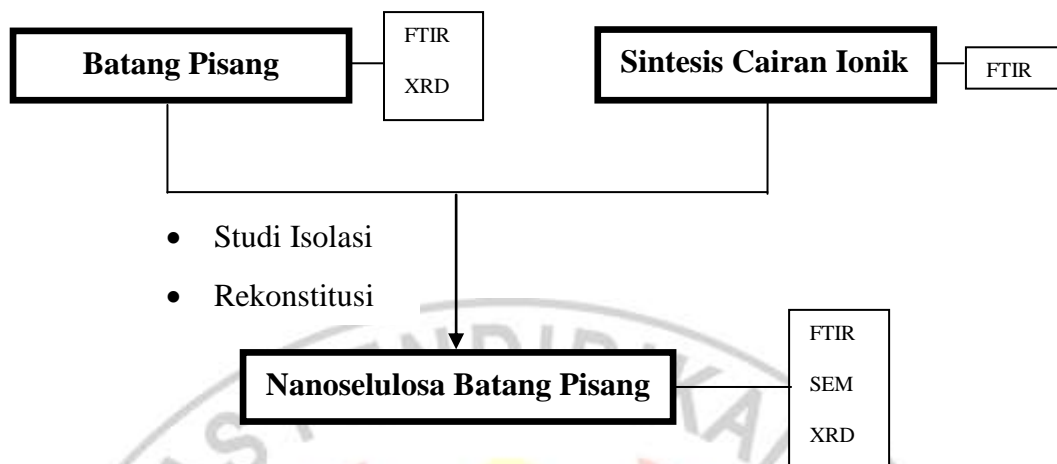 Batang Pisang
FTIR
XRD
Sintesis Cairan Ionik
FTIR
• Studi Isolasi
• Rekonstitusi
Nanoselulosa Batang Pisang
FTIR
SEM
XRD